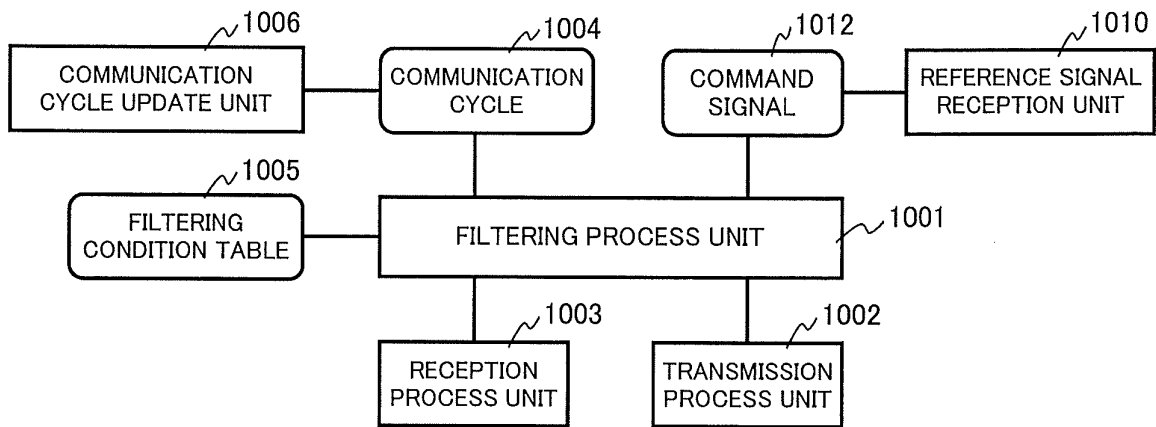 1006
COMMUNICATION
CYCLE UPDATE UNIT
1004
COMMUNICATION
CYCLE
1012
COMMAND
SIGNAL
1010
REFERENCE SIGNAL
RECEPTION UNIT
1005
FILTERING
CONDITION TABLE
FILTERING PROCESS UNIT
1001
1003
RECEPTION
PROCESS UNIT
1002
TRANSMISSION
PROCESS UNIT